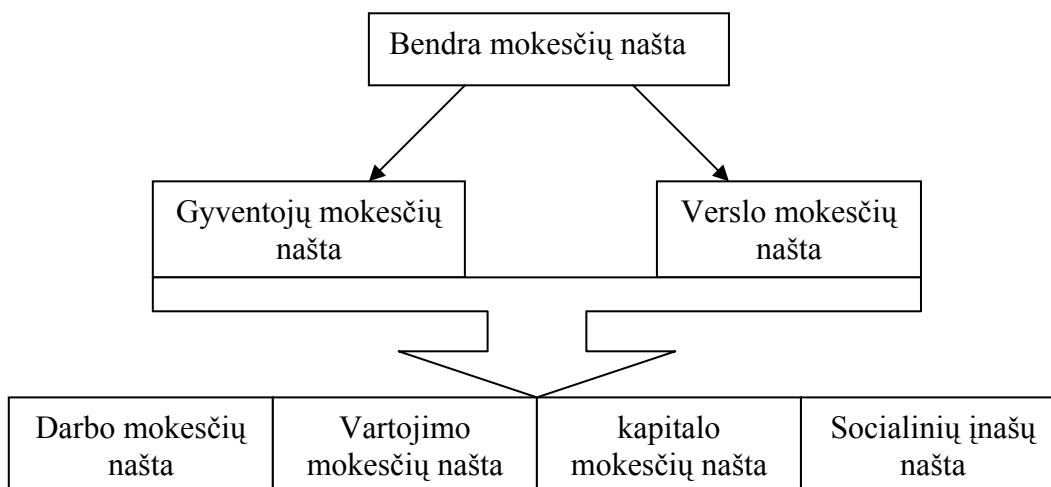 Bendra mokesčių našta
Gyventojų mokesčių
našta
Verslo mokesčių
našta
Darbo mokesčių
našta
Vartojimo
mokesčių našta
kapitalo
mokesčių našta
Socialinių įnašų
našta